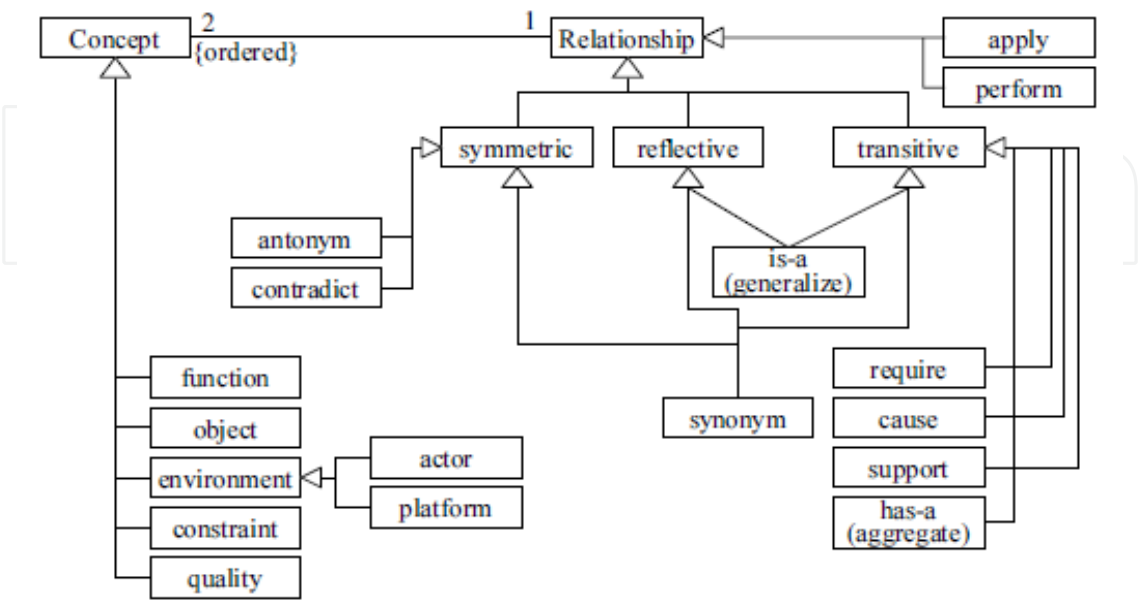 Concept
2
{ordered}
1
Relationship
apply
perform
symmetric
reflective
transitive
antonym
contradict
is-a
(generalize)
function
object
environment
constraint
quality
actor
platform
synonym
require
cause
support
has-a
(aggregate)